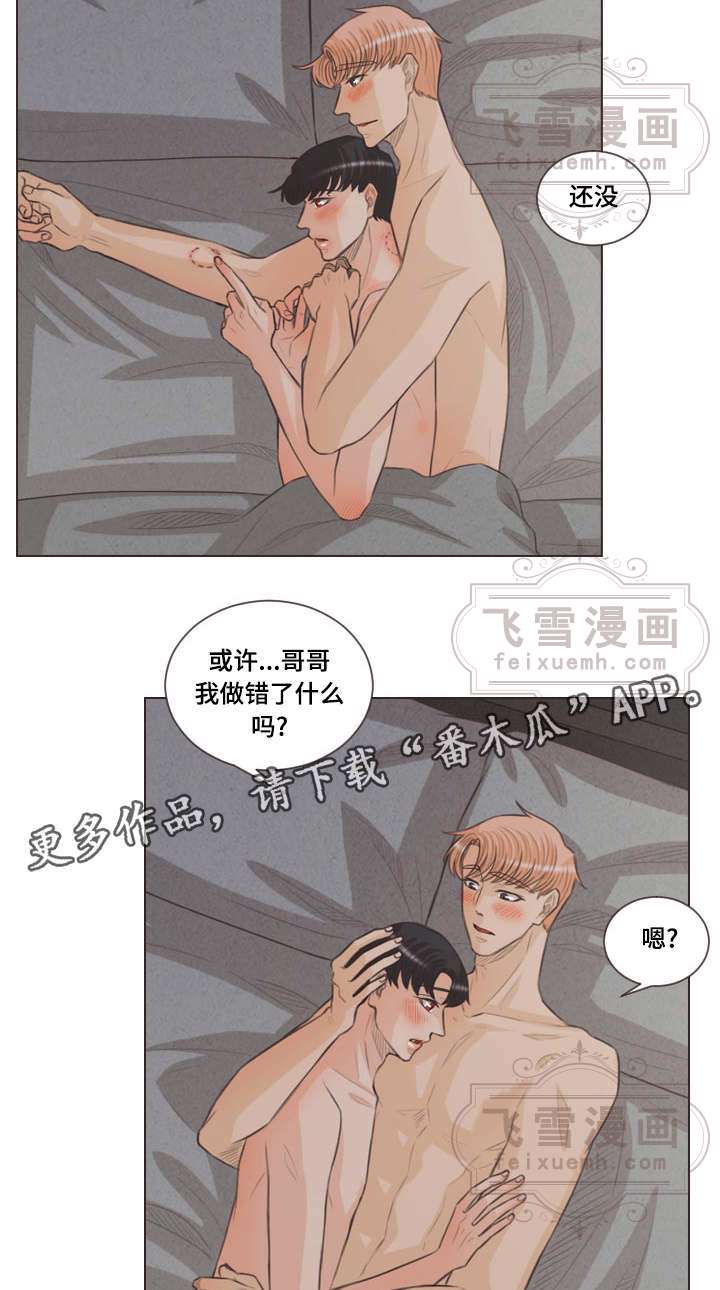 飞雪漫画
feixuemh.com
还没
飞雪漫画
feixuemh.com
或许...哥哥
我做错了什么
吗?
更多作品，请下载“番木瓜”APP。
嗯?
飞雪漫画
feixuemh.com